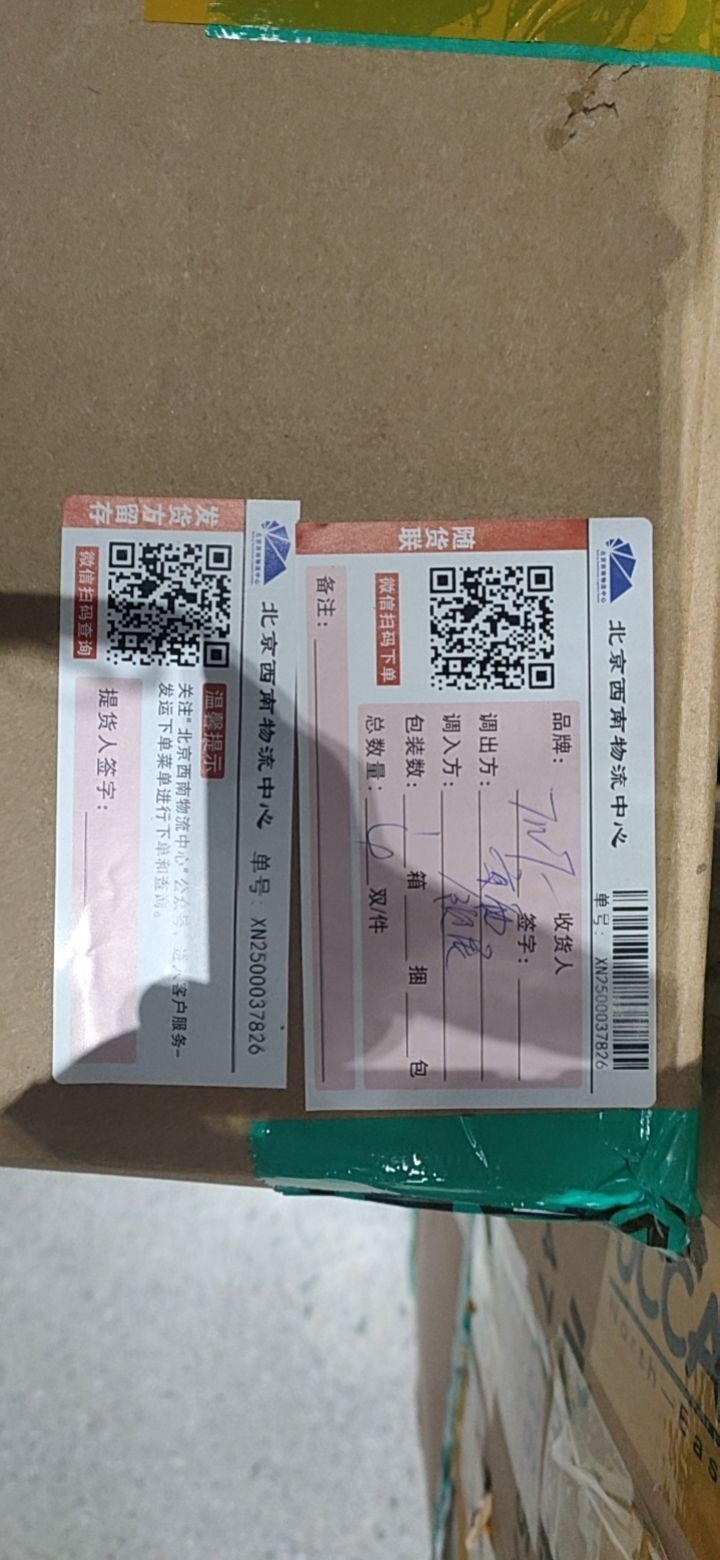 北京西南物流中心
单号: XN2500037826
随货联
微信扫码下单
品牌:
收货人
签字:
调出方:
调入方:
包装数: 1 箱 捆 包
总数量: 双/件
备注:
发货方留存
北京西南物流中心 单号: XN2500037826
微信扫码查询
温馨提示
关注"北京西南物流中心"公众号,进入客户服务-
发运下单菜单进行下单和查询。
提货人签字: